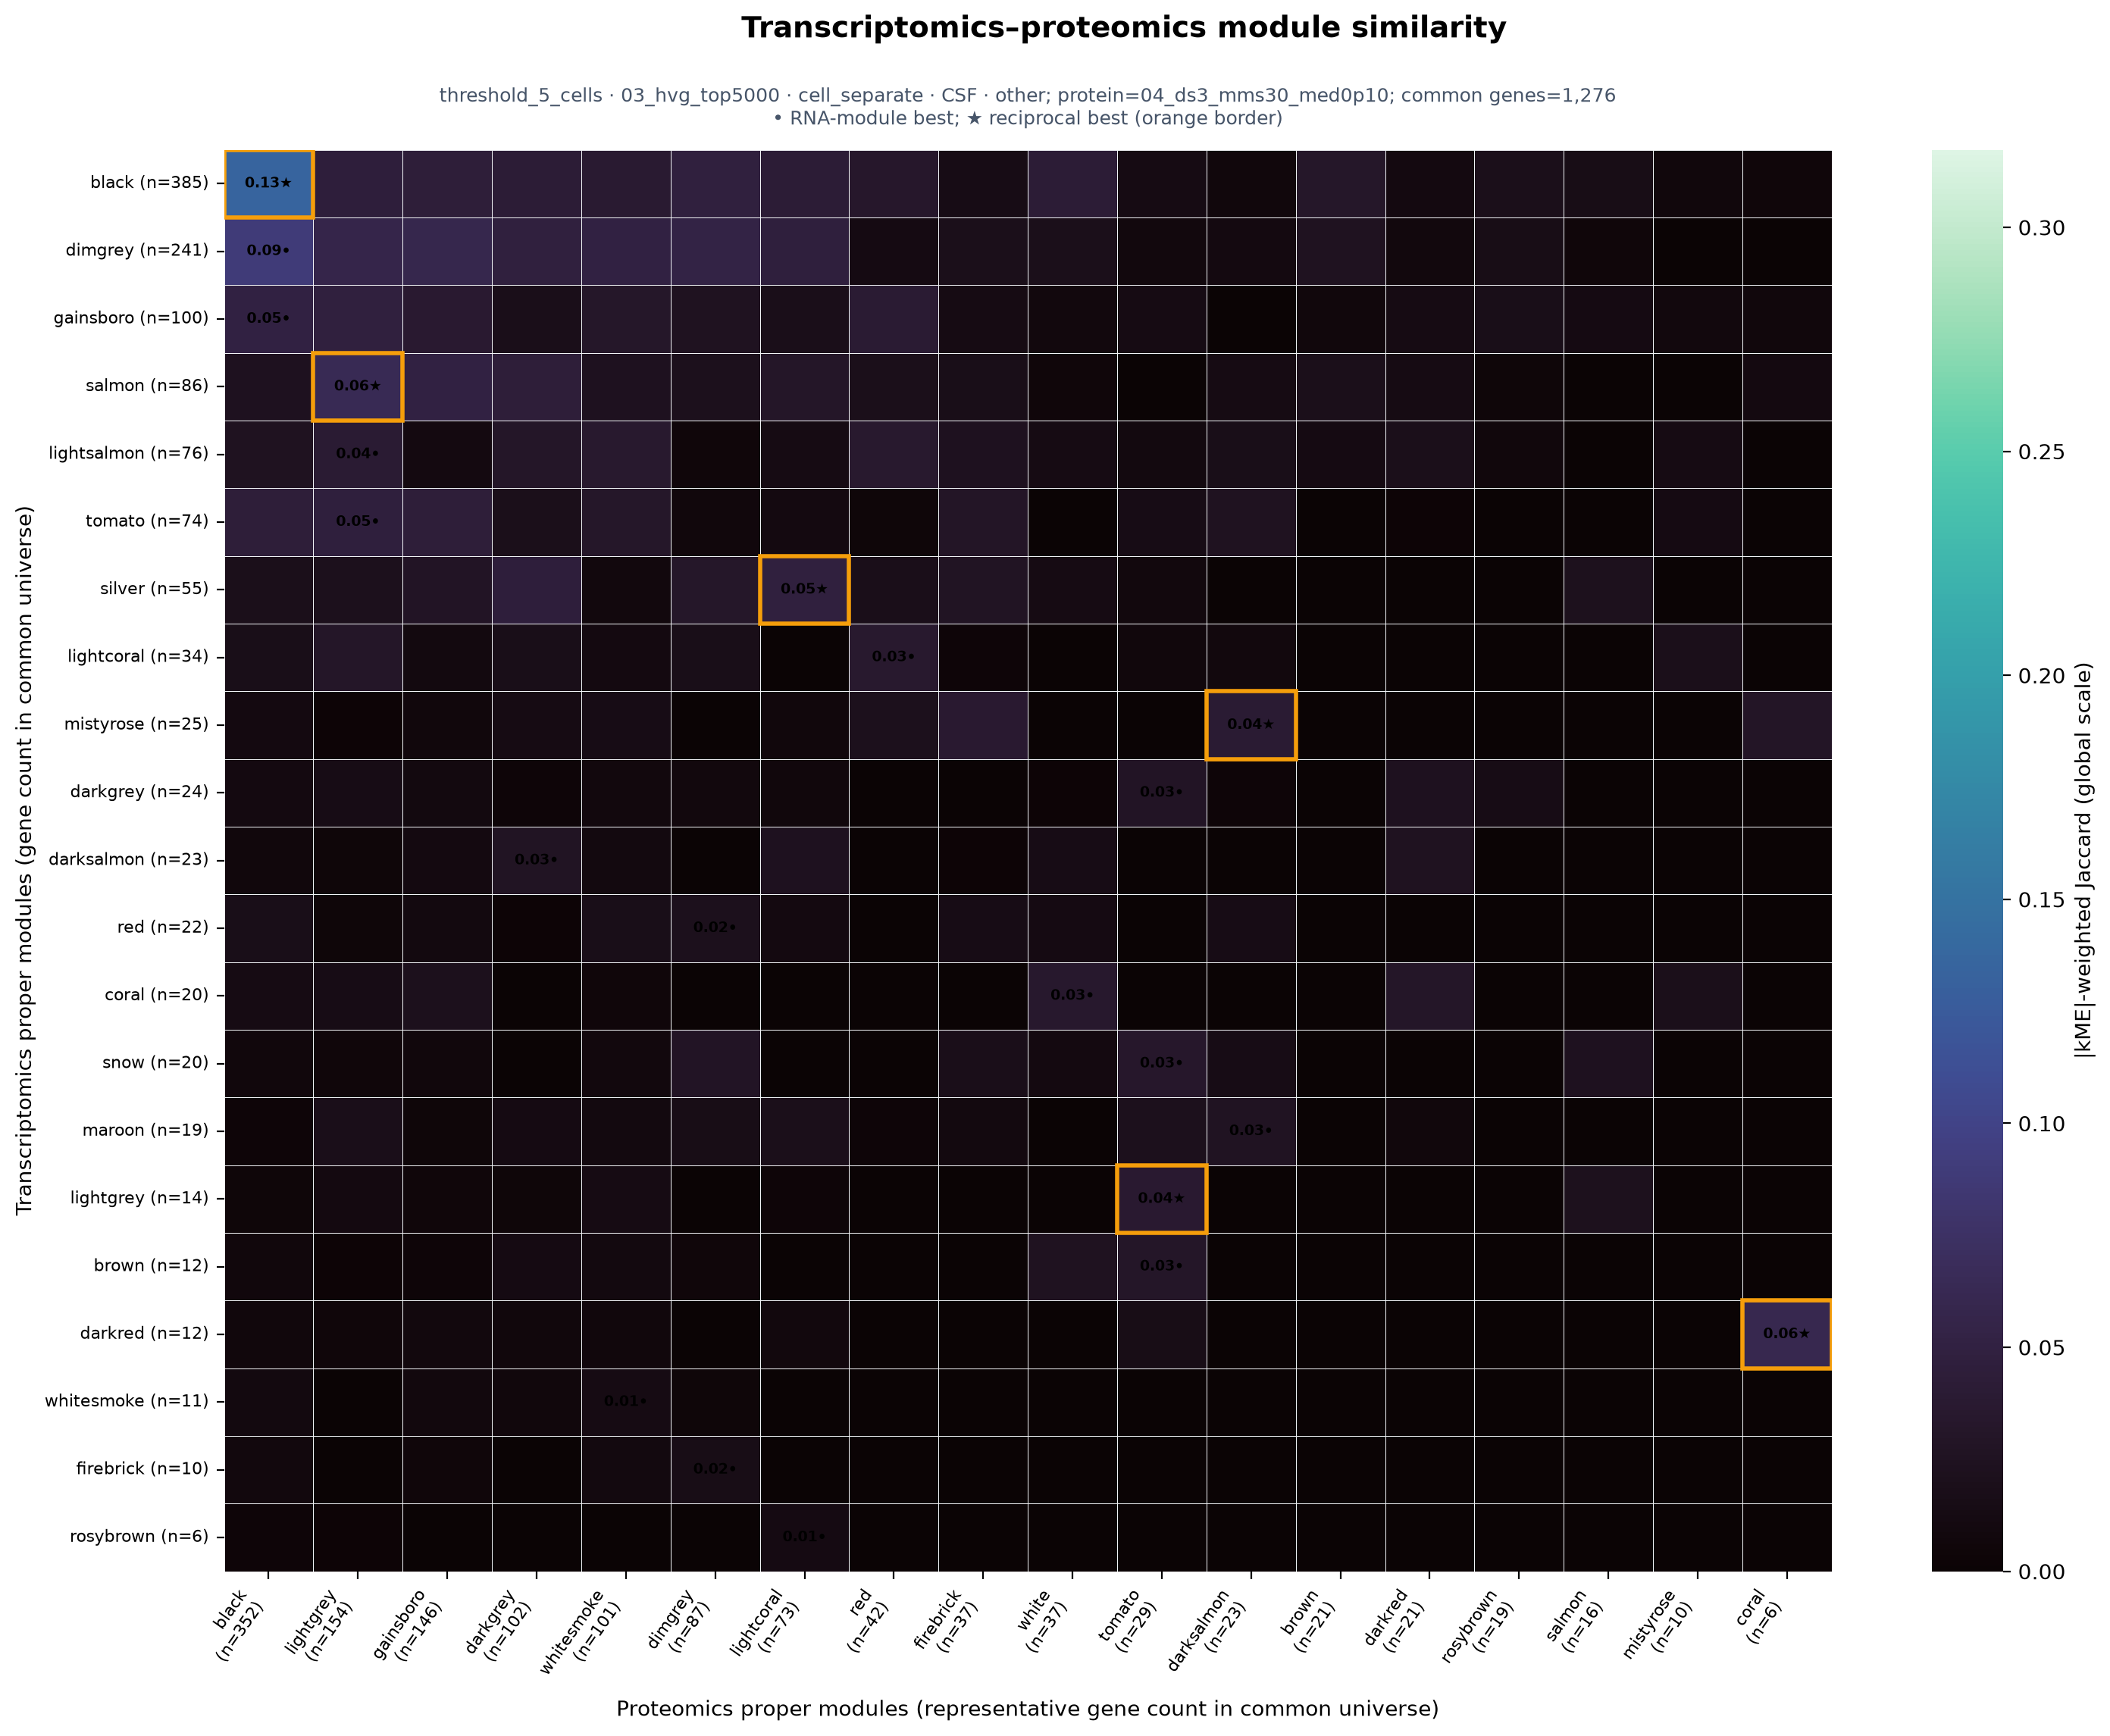 Transcriptomics–proteomics module similarity
threshold_5_cells · 03_hvg_top5000 · cell_separate · CSF · other; protein=04_ds3_mms30_med0p10; common genes=1,276
• RNA-module best; ★ reciprocal best (orange border)
Transcriptomics proper modules (gene count in common universe)
black (n=385)
0.13★
dimgrey (n=241)
0.09•
gainsboro (n=100)
0.05•
salmon (n=86)
0.06★
lightsalmon (n=76)
0.04•
tomato (n=74)
0.05•
silver (n=55)
0.05★
lightcoral (n=34)
0.03•
mistyrose (n=25)
0.04★
darkgrey (n=24)
0.03•
darksalmon (n=23)
0.03•
red (n=22)
0.02•
coral (n=20)
0.03•
snow (n=20)
0.03•
maroon (n=19)
0.03•
lightgrey (n=14)
0.04★
brown (n=12)
0.03•
darkred (n=12)
0.06★
whitesmoke (n=11)
0.01•
firebrick (n=10)
0.02•
rosybrown (n=6)
0.01•
black
(n=352)
lightgrey
(n=154)
gainsboro
(n=146)
darkgrey
(n=102)
whitesmoke
(n=101)
dimgrey
(n=87)
lightcoral
(n=73)
red
(n=42)
firebrick
(n=37)
white
(n=37)
tomato
(n=29)
darksalmon
(n=23)
brown
(n=21)
darkred
(n=21)
rosybrown
(n=19)
salmon
(n=16)
mistyrose
(n=10)
coral
(n=6)
Proteomics proper modules (representative gene count in common universe)
0.30
0.25
0.20
0.15
0.10
0.05
0.00
|kME|-weighted Jaccard (global scale)